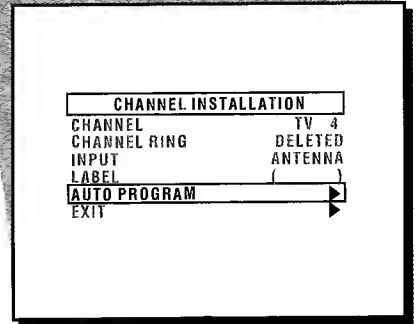 CHANNEL INSTALLATION
CHANNEL TV 4
CHANNEL RING DELETED
INPUT ANTENNA
LABEL ( )
AUTO PROGRAM ▶
EXIT ▶